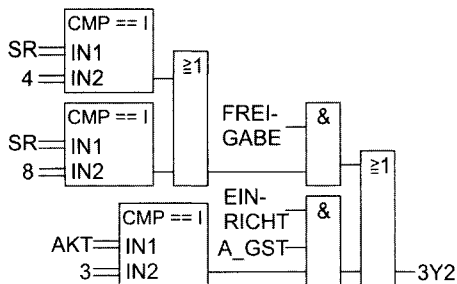 CMP == I
SR IN1
4 IN2
≧1
CMP == I
SR IN1
8 IN2
FREI-
GABE
&
≧1
EIN-
RICHT
&
A_GST
CMP == I
AKT IN1
3 IN2
3Y2